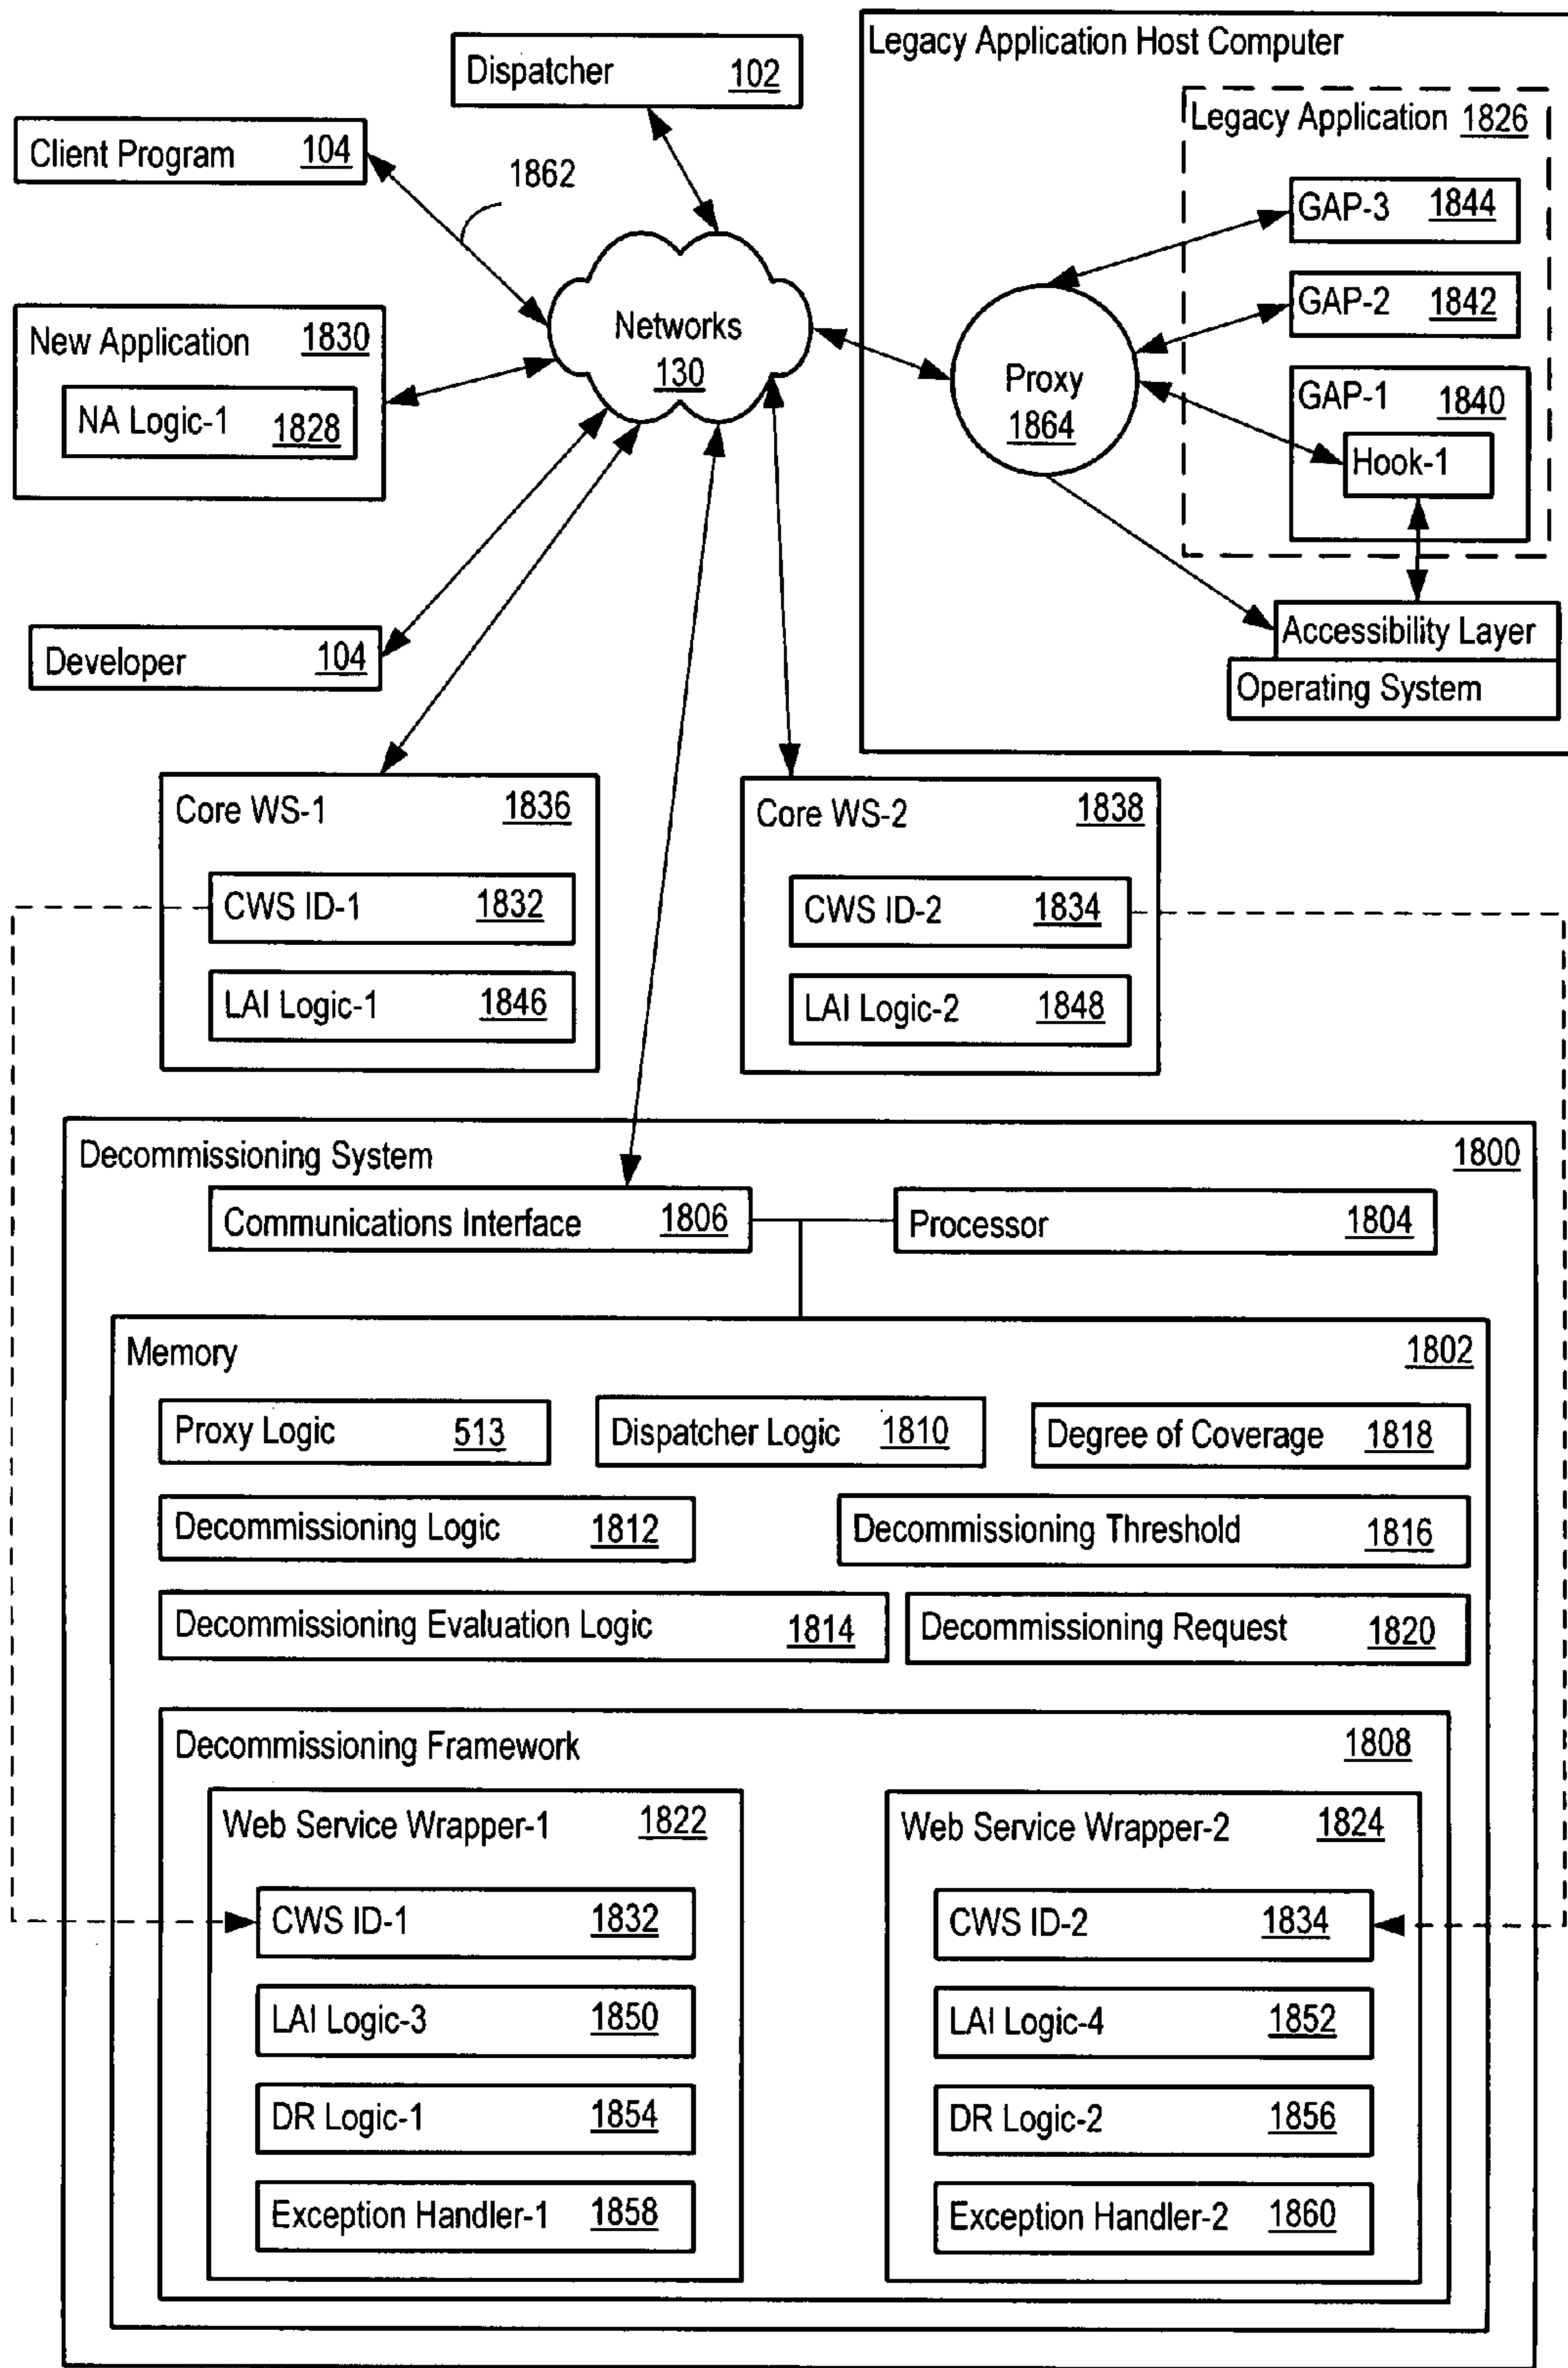 Dispatcher 102
Client Program 104
1862
New Application 1830
NA Logic-1 1828
Networks
130
Developer 104
Legacy Application Host Computer
Legacy Application 1826
GAP-3 1844
GAP-2 1842
GAP-1 1840
Hook-1
Proxy
1864
Accessibility Layer
Operating System
Core WS-1 1836
CWS ID-1 1832
LAI Logic-1 1846
Core WS-2 1838
CWS ID-2 1834
LAI Logic-2 1848
Decommissioning System 1800
Communications Interface 1806
Processor 1804
Memory 1802
Proxy Logic 513
Dispatcher Logic 1810
Degree of Coverage 1818
Decommissioning Logic 1812
Decommissioning Threshold 1816
Decommissioning Evaluation Logic 1814
Decommissioning Request 1820
Decommissioning Framework 1808
Web Service Wrapper-1 1822
CWS ID-1 1832
LAI Logic-3 1850
DR Logic-1 1854
Exception Handler-1 1858
Web Service Wrapper-2 1824
CWS ID-2 1834
LAI Logic-4 1852
DR Logic-2 1856
Exception Handler-2 1860